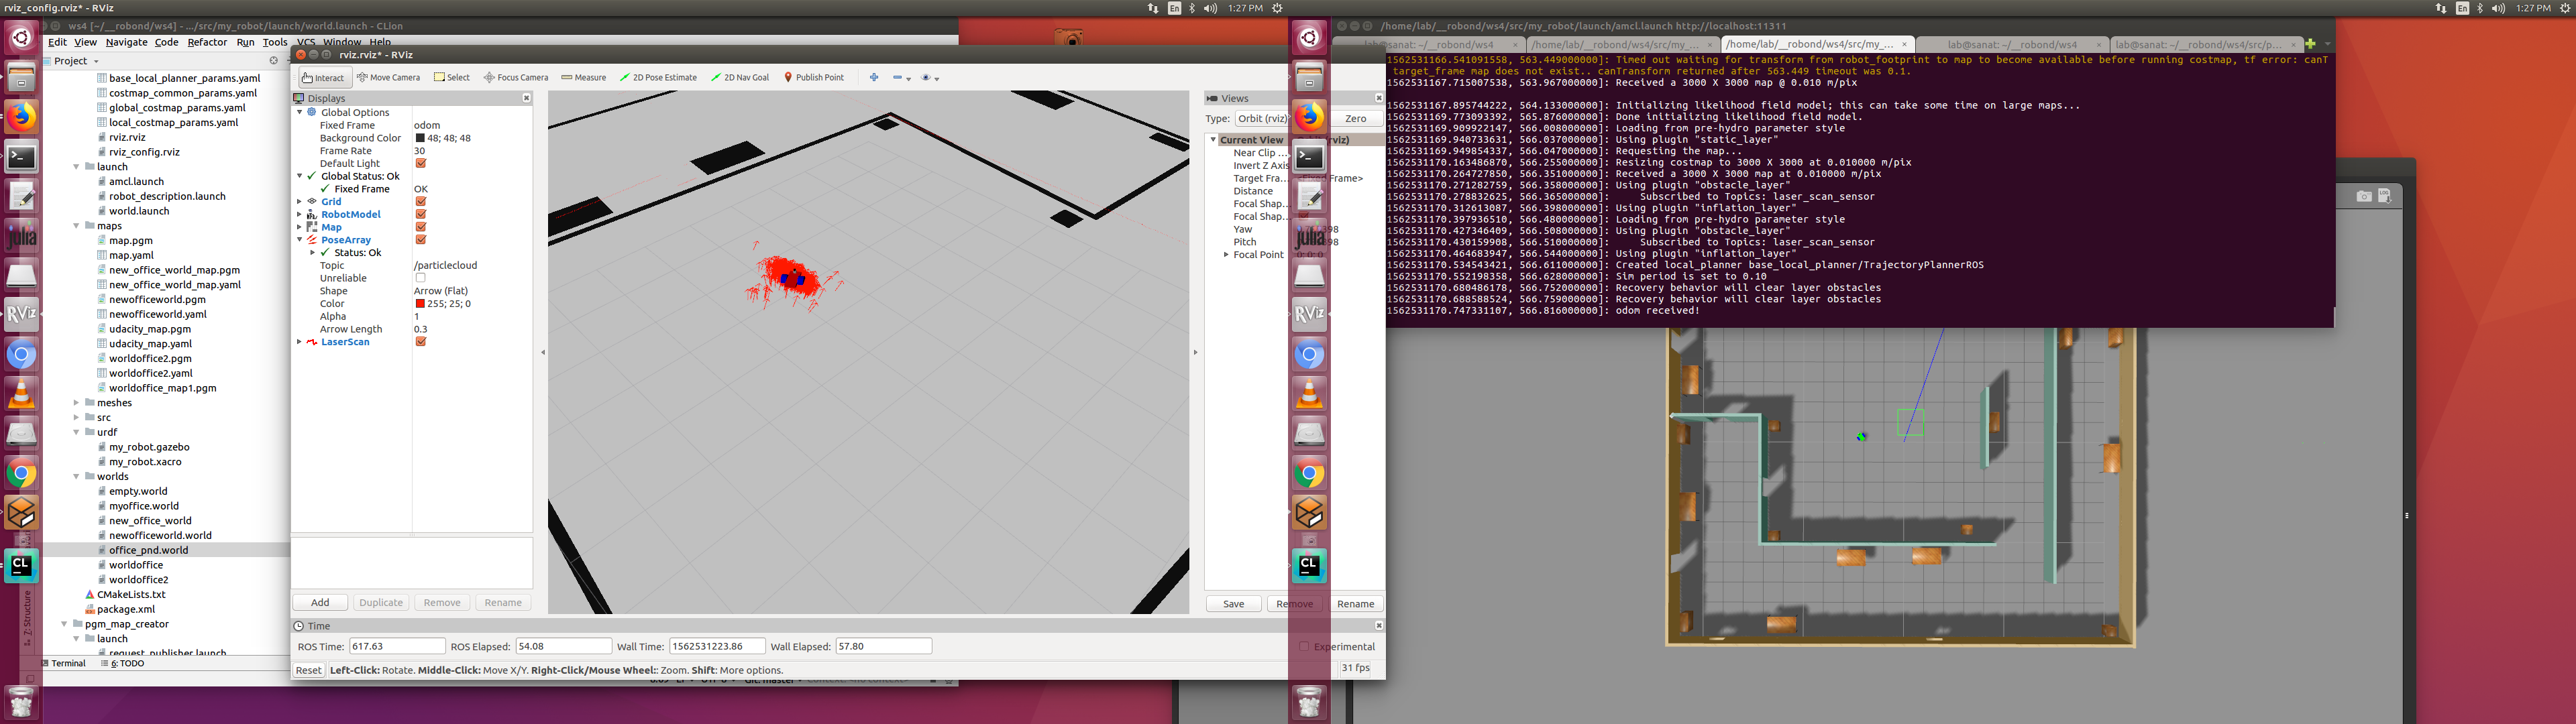 rviz_config.rviz* - RViz
En
1:27 PM
En
1:27 PM
ws4 [~/__robond/ws4] - .../src/my_robot/launch/world.launch - CLion
Edit View Navigate Code Refactor Run Tools VCS Window Help
Project
base_local_planner_params.yaml
costmap_common_params.yaml
global_costmap_params.yaml
local_costmap_params.yaml
rviz.rviz
rviz_config.rviz
launch
amcl.launch
robot_description.launch
world.launch
maps
map.pgm
map.yaml
new_office_world_map.pgm
new_office_world_map.yaml
newofficeworld.pgm
newofficeworld.yaml
udacity_map.pgm
udacity_map.yaml
worldoffice2.pgm
worldoffice2.yaml
worldoffice_map1.pgm
meshes
src
urdf
my_robot.gazebo
my_robot.xacro
worlds
empty.world
myoffice.world
new_office_world
newofficeworld.world
office_pnd.world
worldoffice
worldoffice2
CMakeLists.txt
package.xml
pgm_map_creator
launch
request_publisher.launch
Z: Structure
Terminal
6: TODO
Git: master
julia
RViz
CL
rviz.rviz* - RViz
Interact Move Camera Select Focus Camera Measure 2D Pose Estimate 2D Nav Goal Publish Point
Displays
Global Options
Fixed Frame odom
Background Color 48; 48; 48
Frame Rate 30
Default Light
Global Status: Ok
Fixed Frame OK
Grid
RobotModel
Map
PoseArray
Status: Ok
Topic /particlecloud
Unreliable
Shape Arrow (Flat)
Color 255; 25; 0
Alpha 1
Arrow Length 0.3
LaserScan
Add Duplicate Remove Rename
Views
Type: Orbit (rviz) Zero
Current View (rviz)
Near Clip ...
Invert Z Axis
Target Fra... Frame>
Distance
Focal Shap...
Focal Shap...
Yaw 398
Pitch 398
Focal Point
Save Remove Rename
Time
ROS Time: 617.63 ROS Elapsed: 54.08 Wall Time: 1562531223.86 Wall Elapsed: 57.80 Experimental
Reset Left-Click: Rotate. Middle-Click: Move X/Y. Right-Click/Mouse Wheel:: Zoom. Shift: More options. 31 fps
julia
RViz
CL
/home/lab/__robond/ws4/src/my_robot/launch/amcl.launch http://localhost:11311
lab@sanat: ~/__robond/ws4 /home/lab/__robond/ws4/src/my_... /home/lab/__robond/ws4/src/my_... lab@sanat: ~/__robond/ws4 lab@sanat: ~/__robond/ws4/src/p...
1562531166.541091558, 563.449000000]: Timed out waiting for transform from robot_footprint to map to become available before running costmap, tf error: canT
target_frame map does not exist.. canTransform returned after 563.449 timeout was 0.1.
1562531167.715007538, 563.967000000]: Received a 3000 X 3000 map @ 0.010 m/pix
1562531167.895744222, 564.133000000]: Initializing likelihood field model; this can take some time on large maps...
1562531169.773093392, 565.876000000]: Done initializing likelihood field model.
1562531169.909922147, 566.008000000]: Loading from pre-hydro parameter style
1562531169.940733631, 566.037000000]: Using plugin "static_layer"
1562531169.949854337, 566.047000000]: Requesting the map...
1562531170.163486870, 566.255000000]: Resizing costmap to 3000 X 3000 at 0.010000 m/pix
1562531170.264727850, 566.351000000]: Received a 3000 X 3000 map at 0.010000 m/pix
1562531170.271282759, 566.358000000]: Using plugin "obstacle_layer"
1562531170.278832625, 566.365000000]: Subscribed to Topics: laser_scan_sensor
1562531170.312613087, 566.398000000]: Using plugin "inflation_layer"
1562531170.397936510, 566.480000000]: Loading from pre-hydro parameter style
1562531170.427346409, 566.508000000]: Using plugin "obstacle_layer"
1562531170.430159908, 566.510000000]: Subscribed to Topics: laser_scan_sensor
1562531170.464683947, 566.544000000]: Using plugin "inflation_layer"
1562531170.534543421, 566.611000000]: Created local_planner base_local_planner/TrajectoryPlannerROS
1562531170.552198358, 566.628000000]: Sim period is set to 0.10
1562531170.680486178, 566.752000000]: Recovery behavior will clear layer obstacles
1562531170.688588524, 566.759000000]: Recovery behavior will clear layer obstacles
1562531170.747331107, 566.816000000]: odom received!
LOG